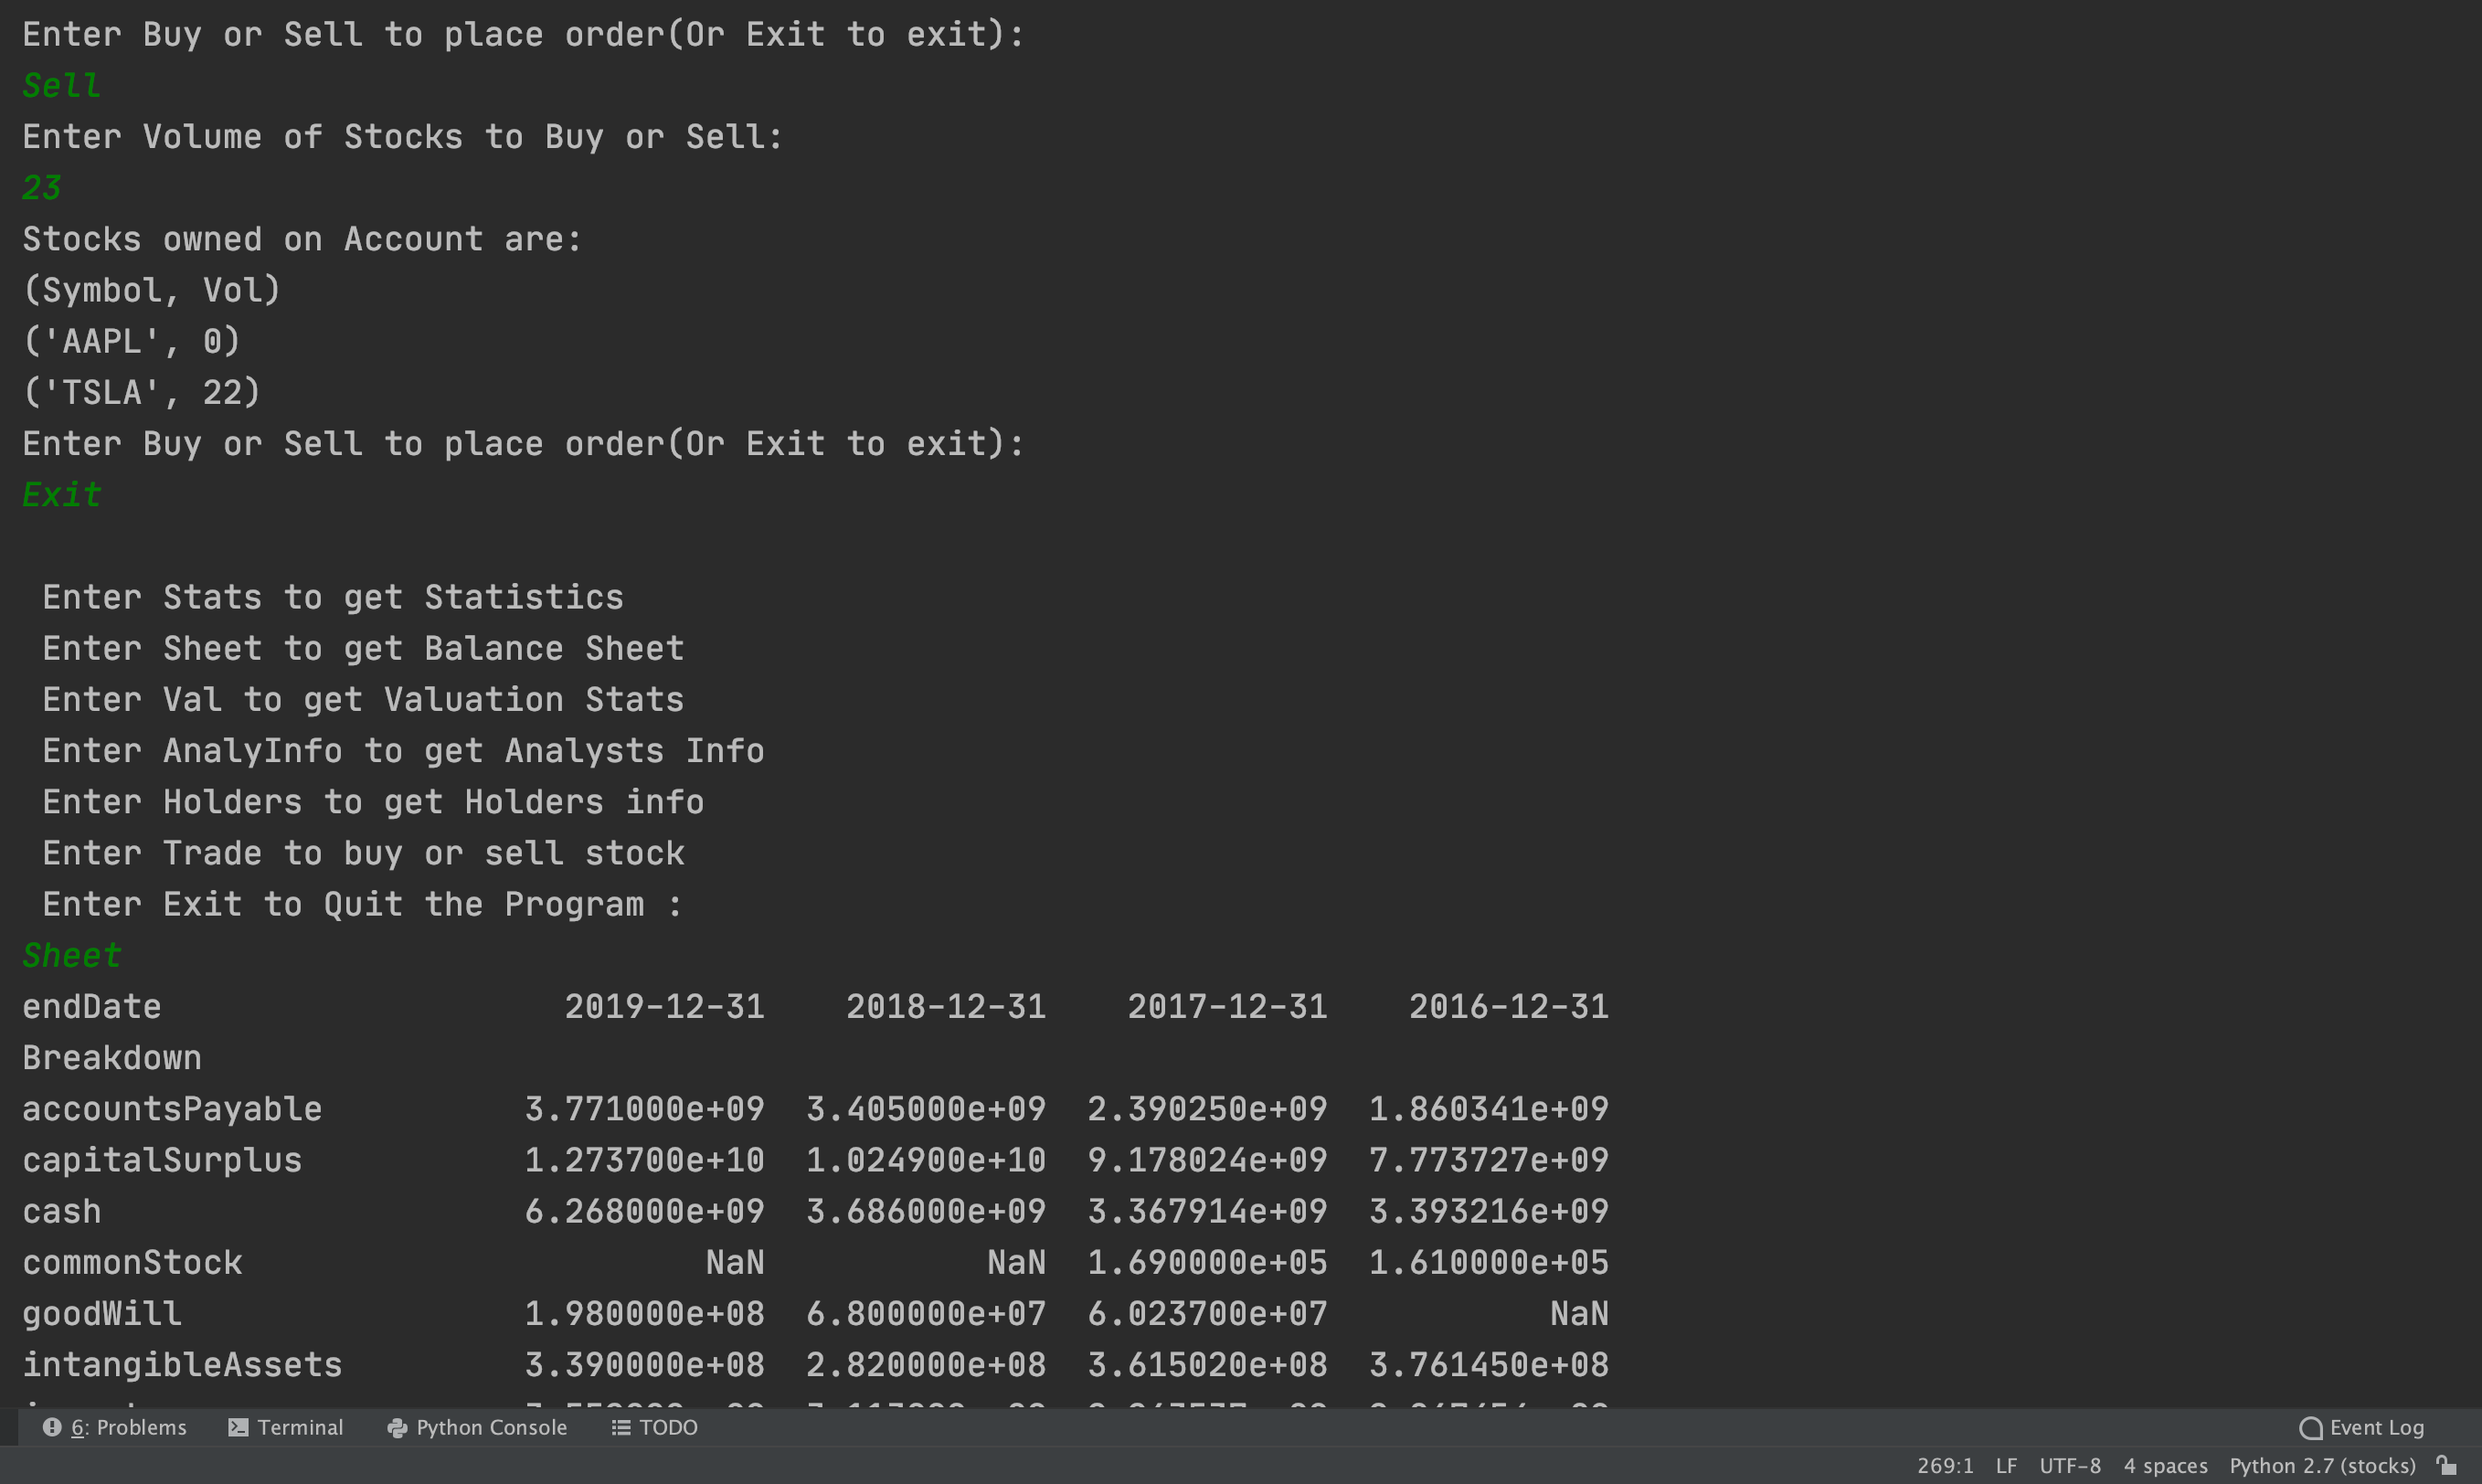 Enter Buy or Sell to place order(Or Exit to exit):
Sell
Enter Volume of Stocks to Buy or Sell:
23
Stocks owned on Account are:
(Symbol, Vol)
('AAPL', 0)
('TSLA', 22)
Enter Buy or Sell to place order(Or Exit to exit):
Exit
Enter Stats to get Statistics
Enter Sheet to get Balance Sheet
Enter Val to get Valuation Stats
Enter AnalyInfo to get Analysts Info
Enter Holders to get Holders info
Enter Trade to buy or sell stock
Enter Exit to Quit the Program :
Sheet
endDate 2019-12-31 2018-12-31 2017-12-31 2016-12-31
Breakdown
accountsPayable 3.771000e+09 3.405000e+09 2.390250e+09 1.860341e+09
capitalSurplus 1.273700e+10 1.024900e+10 9.178024e+09 7.773727e+09
cash 6.268000e+09 3.686000e+09 3.367914e+09 3.393216e+09
commonStock NaN NaN 1.690000e+05 1.610000e+05
goodWill 1.980000e+08 6.800000e+07 6.023700e+07 NaN
intangibleAssets 3.390000e+08 2.820000e+08 3.615020e+08 3.761450e+08
6: Problems Terminal Python Console TODO Event Log
269:1 LF UTF-8 4 spaces Python 2.7 (stocks)